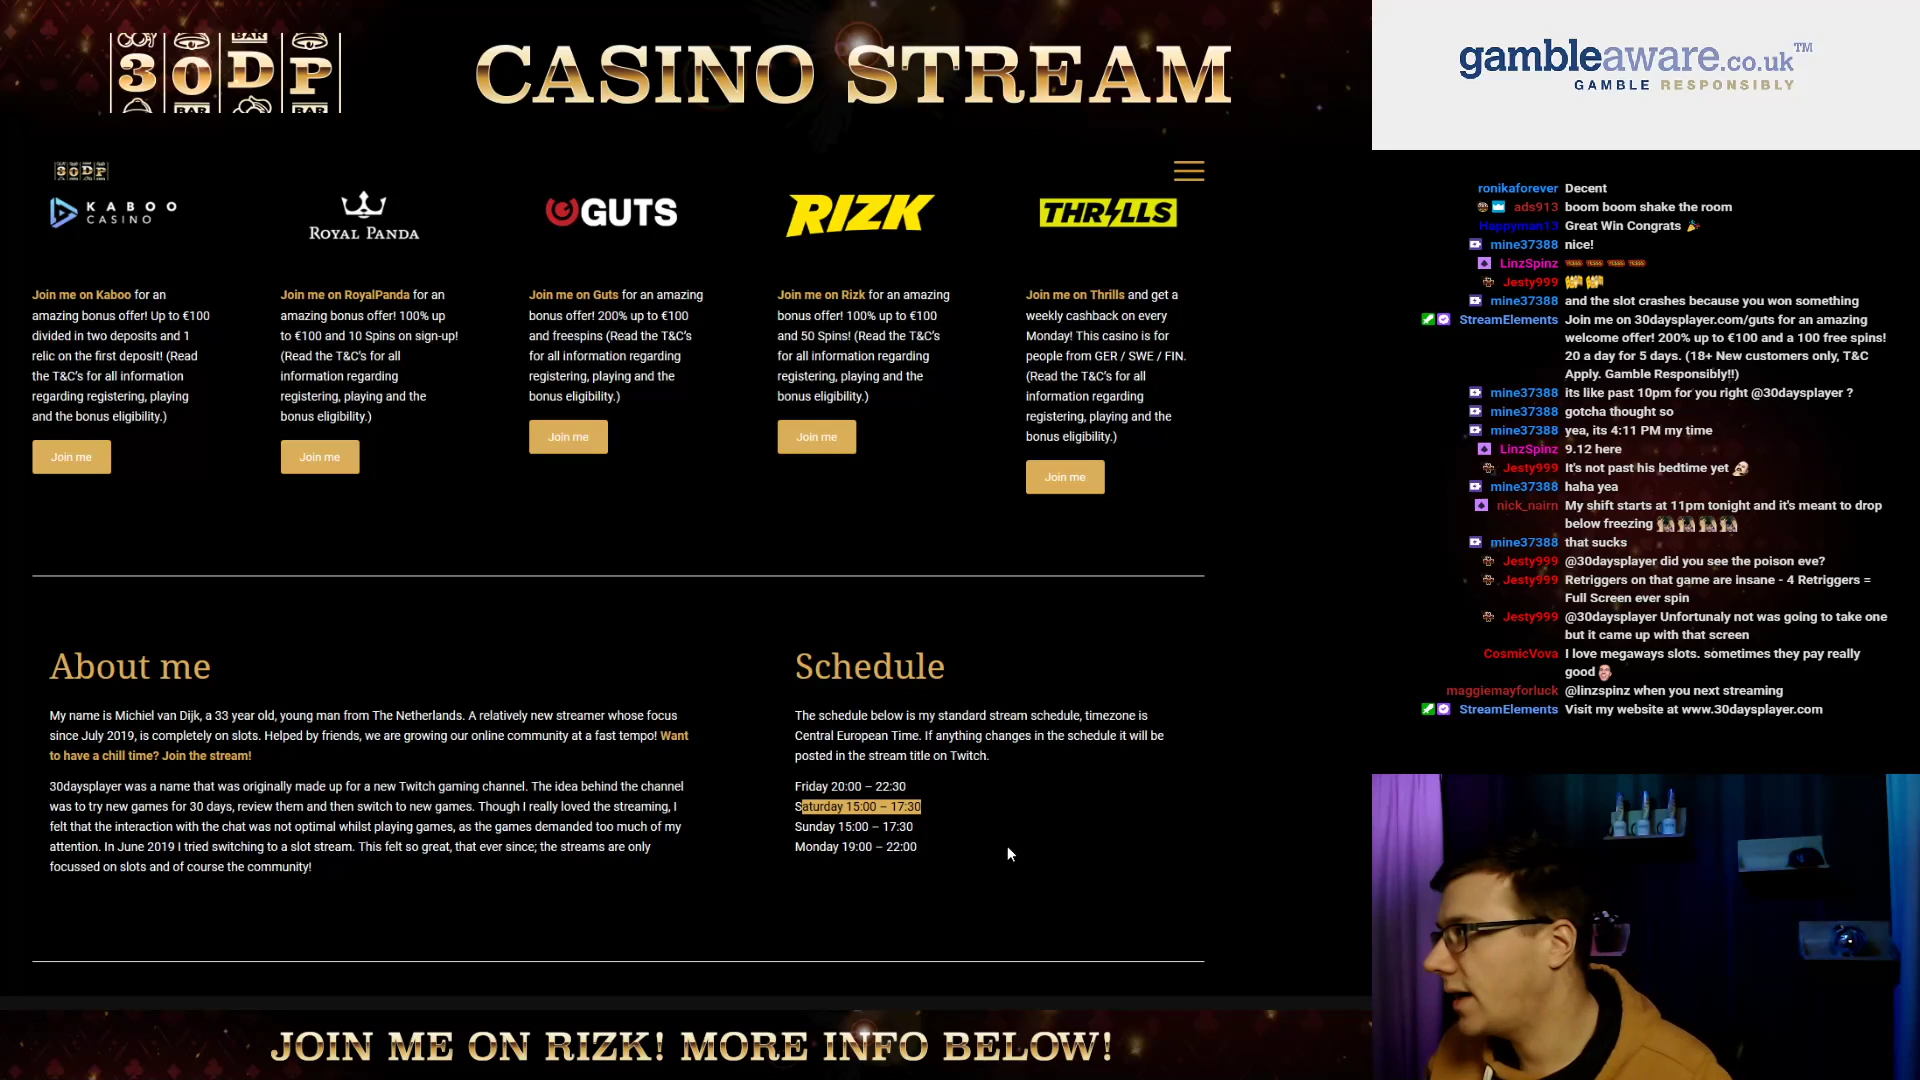 30DP
CASINO STREAM
gambleaware.co.uk™
GAMBLE RESPONSIBLY
30DP
KABOO
CASINO
ROYAL PANDA
GUTS
RIZK
THRILLS
Join me on Kaboo for an
amazing bonus offer! Up to €100
divided in two deposits and 1
relic on the first deposit! (Read
the T&C's for all information
regarding registering, playing
and the bonus eligibility.)
Join me
Join me on RoyalPanda for an
amazing bonus offer! 100% up
to €100 and 10 Spins on sign-up!
(Read the T&C's for all
information regarding
registering, playing and the
bonus eligibility.)
Join me
Join me on Guts for an amazing
bonus offer! 200% up to €100
and freespins (Read the T&C's
for all information regarding
registering, playing and the
bonus eligibility.)
Join me
Join me on Rizk for an amazing
bonus offer! 100% up to €100
and 50 Spins! (Read the T&C's
for all information regarding
registering, playing and the
bonus eligibility.)
Join me
Join me on Thrills and get a
weekly cashback on every
Monday! This casino is for
people from GER / SWE / FIN.
(Read the T&C's for all
information regarding
registering, playing and the
bonus eligibility.)
Join me
About me
My name is Michiel van Dijk, a 33 year old, young man from The Netherlands. A relatively new streamer whose focus
since July 2019, is completely on slots. Helped by friends, we are growing our online community at a fast tempo! Want
to have a chill time? Join the stream!
30daysplayer was a name that was originally made up for a new Twitch gaming channel. The idea behind the channel
was to try new games for 30 days, review them and then switch to new games. Though I really loved the streaming, I
felt that the interaction with the chat was not optimal whilst playing games, as the games demanded too much of my
attention. In June 2019 I tried switching to a slot stream. This felt so great, that ever since; the streams are only
focussed on slots and of course the community!
Schedule
The schedule below is my standard stream schedule, timezone is
Central European Time. If anything changes in the schedule it will be
posted in the stream title on Twitch.
Friday 20:00 – 22:30
Saturday 15:00 – 17:30
Sunday 15:00 – 17:30
Monday 19:00 – 22:00
JOIN ME ON RIZK! MORE INFO BELOW!
ronikaforever Decent
ads913 boom boom shake the room
Happyman13 Great Win Congrats
mine37388 nice!
LinzSpinz
Jesty999
mine37388 and the slot crashes because you won something
StreamElements Join me on 30daysplayer.com/guts for an amazing
welcome offer! 200% up to €100 and a 100 free spins!
20 a day for 5 days. (18+ New customers only, T&C
Apply. Gamble Responsibly!!)
mine37388 its like past 10pm for you right @30daysplayer ?
mine37388 gotcha thought so
mine37388 yea, its 4:11 PM my time
LinzSpinz 9.12 here
Jesty999 It's not past his bedtime yet
mine37388 haha yea
nick_nairn My shift starts at 11pm tonight and it's meant to drop
below freezing
mine37388 that sucks
Jesty999 @30daysplayer did you see the poison eve?
Jesty999 Retriggers on that game are insane - 4 Retriggers =
Full Screen ever spin
Jesty999 @30daysplayer Unfortunaly not was going to take one
but it came up with that screen
CosmicVova I love megaways slots. sometimes they pay really
good
maggiemayforluck @linzspinz when you next streaming
StreamElements Visit my website at www.30daysplayer.com